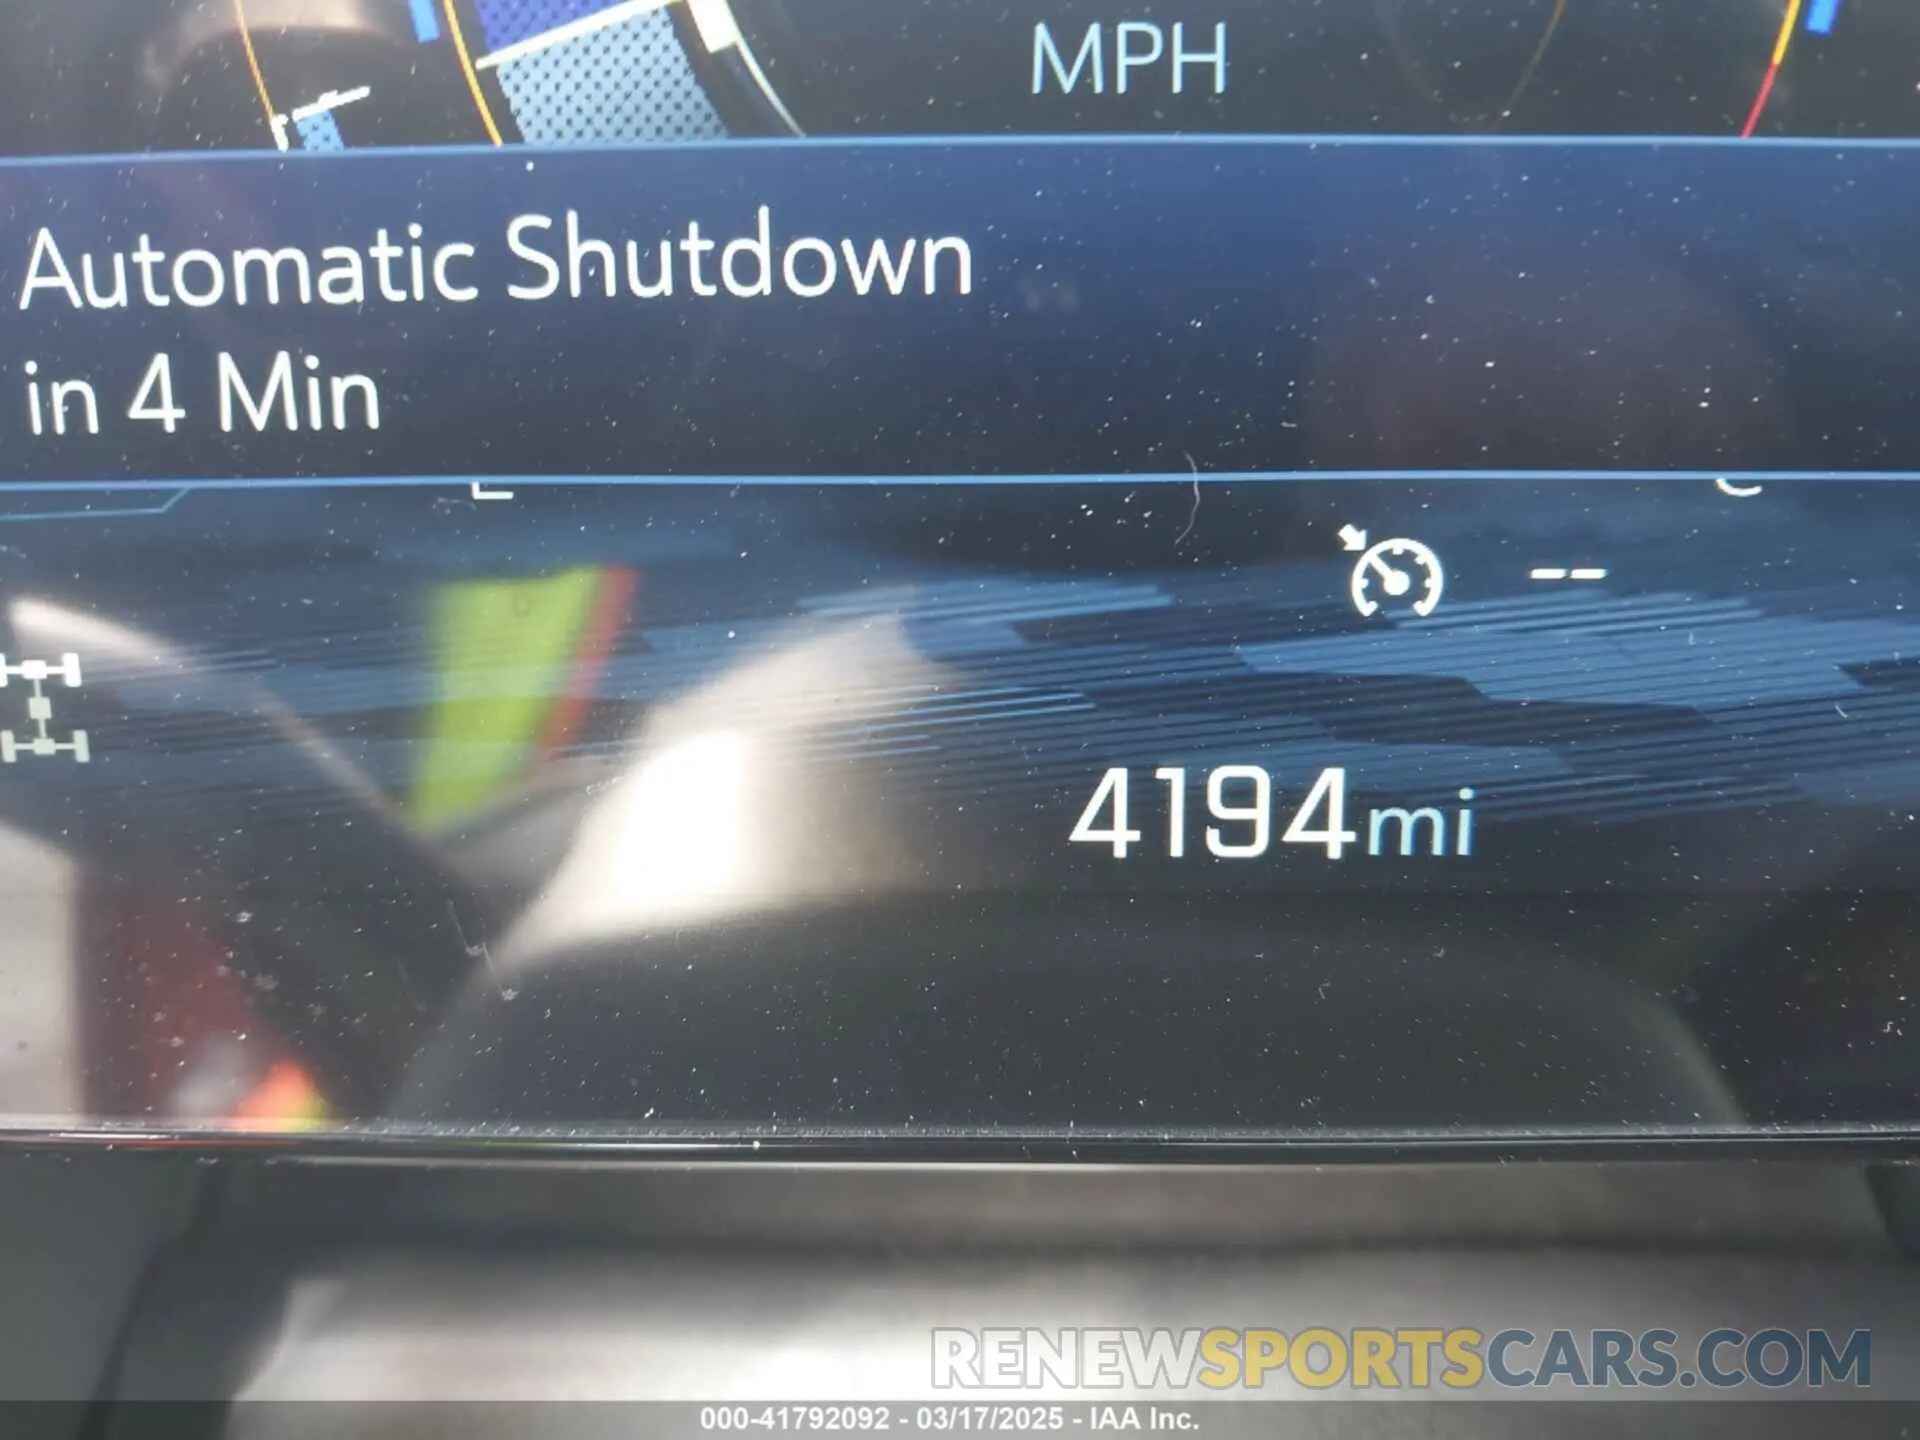 MPH
Automatic Shutdown
in 4 Min
--
4194mi
RENEWSPORTSCARS.COM
000-41792092 - 03/17/2025 - IAA Inc.